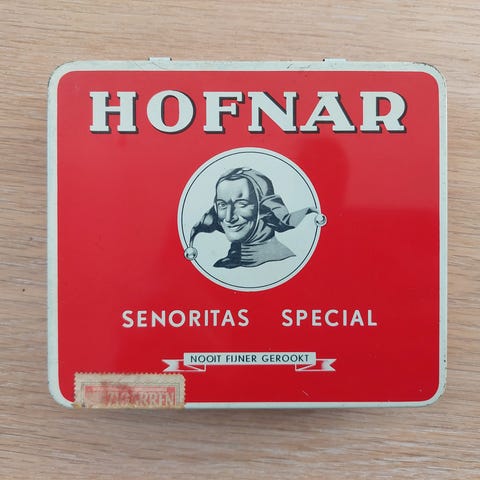 HOFNAR
SENORITAS SPECIAL
NOOIT FIJNER GEROOKT